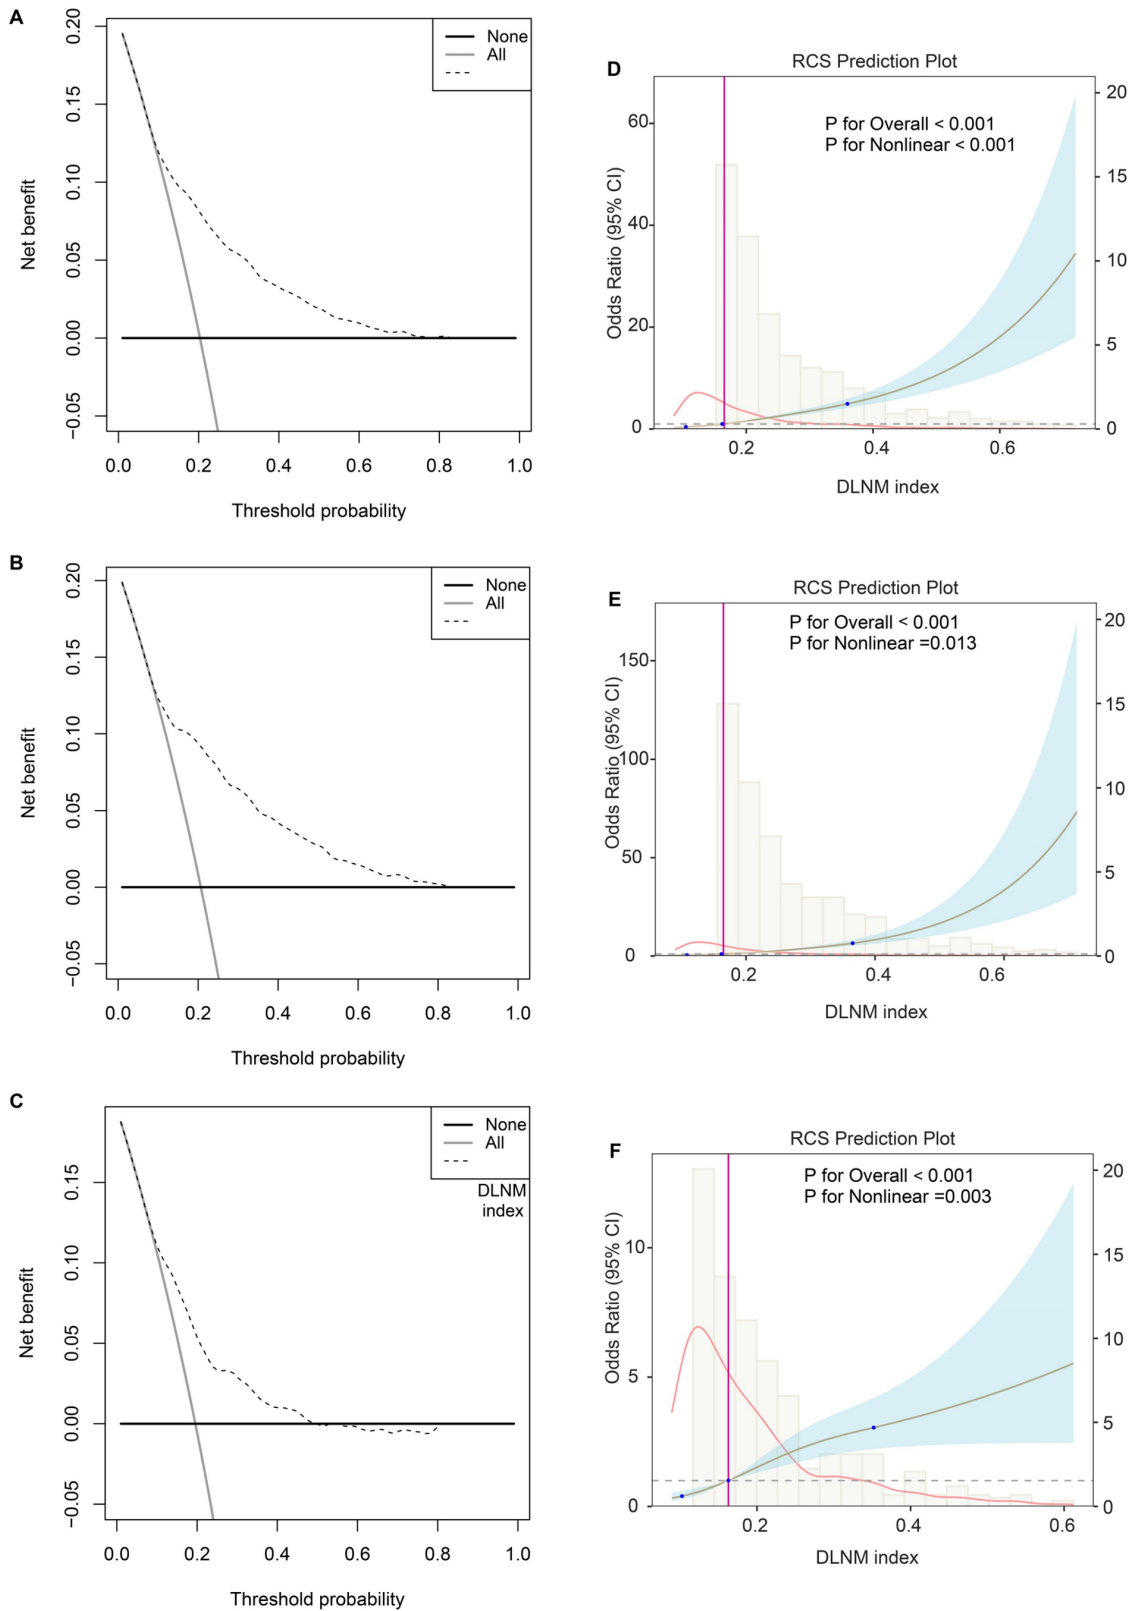 A
0.20
0.15
0.10
0.05
0.00
−0.05
Net benefit
None
All
0.0 0.2 0.4 0.6 0.8 1.0
Threshold probability
D
RCS Prediction Plot
P for Overall < 0.001
P for Nonlinear < 0.001
60
40
20
0
Odds Ratio (95% CI)
20
15
10
5
0
0.2 0.4 0.6
DLNM index
B
0.20
0.15
0.10
0.05
0.00
−0.05
Net benefit
None
All
0.0 0.2 0.4 0.6 0.8 1.0
Threshold probability
E
RCS Prediction Plot
P for Overall < 0.001
P for Nonlinear =0.013
150
100
50
0
Odds Ratio (95% CI)
20
15
10
5
0
0.2 0.4 0.6
DLNM index
C
0.15
0.10
0.05
0.00
−0.05
Net benefit
None
All
DLNM
index
0.0 0.2 0.4 0.6 0.8 1.0
Threshold probability
F
RCS Prediction Plot
P for Overall < 0.001
P for Nonlinear =0.003
10
5
0
Odds Ratio (95% CI)
20
15
10
5
0
0.2 0.4 0.6
DLNM index